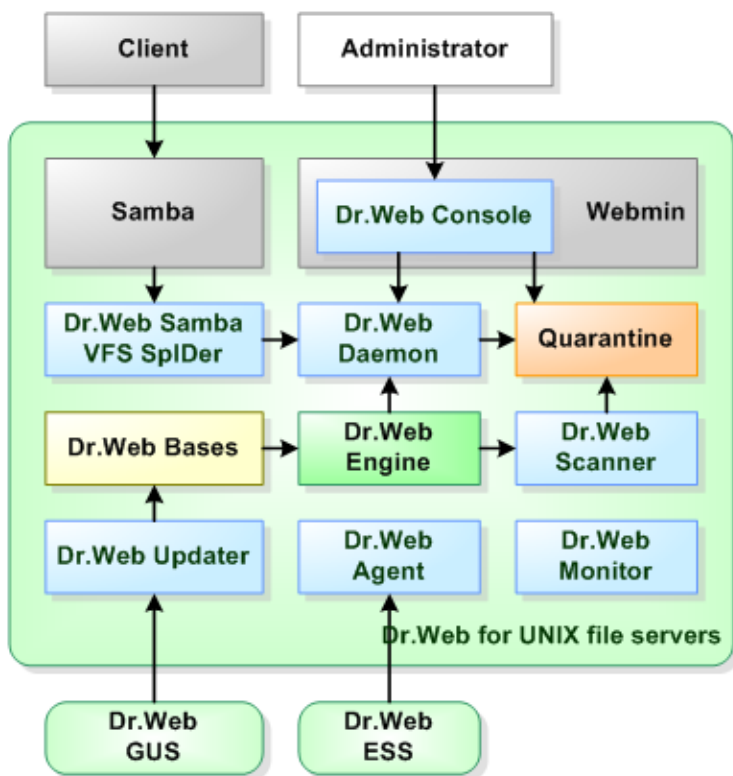 Client
Administrator
Samba
Dr.Web Console
Webmin
Dr.Web Samba
VFS SpIDer
Dr.Web
Daemon
Quarantine
Dr.Web Bases
Dr.Web
Engine
Dr.Web
Scanner
Dr.Web Updater
Dr.Web
Agent
Dr.Web
Monitor
Dr.Web for UNIX file servers
Dr.Web
GUS
Dr.Web
ESS